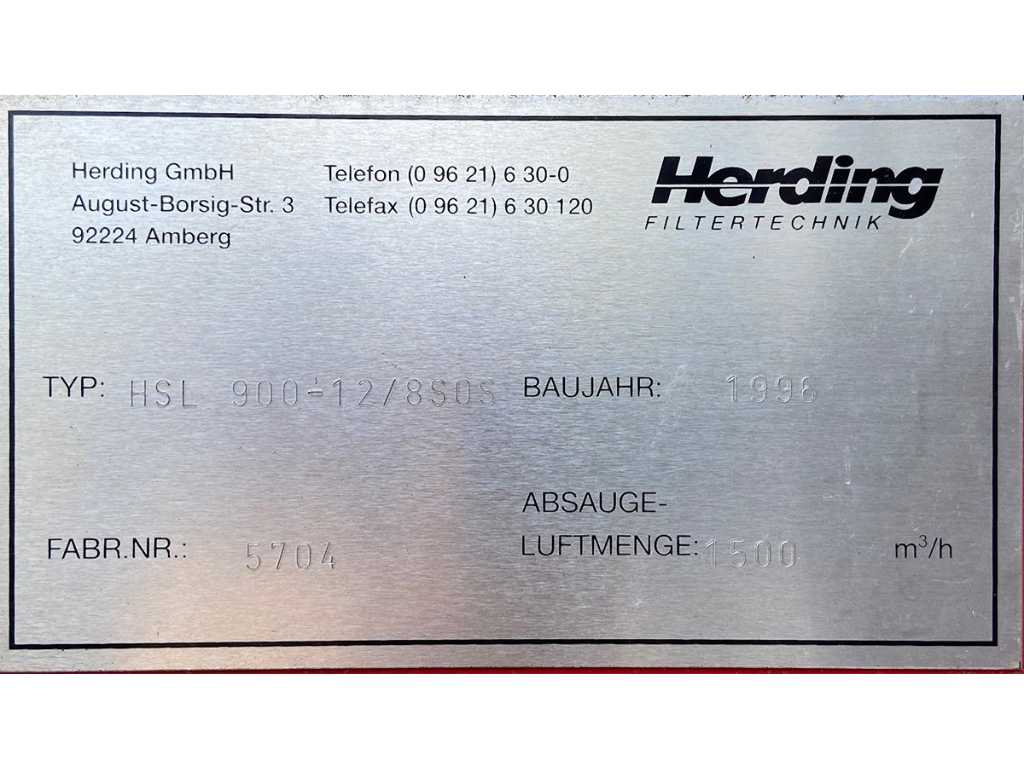 Herding GmbH
August-Borsig-Str. 3
92224 Amberg
Telefon (0 96 21) 6 30-0
Telefax (0 96 21) 6 30 120
Herding
FILTERTECHNIK
TYP: HSL 900-12/8SOS
BAUJAHR: 1996
FABR.NR.: 5704
ABSAUGE-
LUFTMENGE: 1500 m³/h